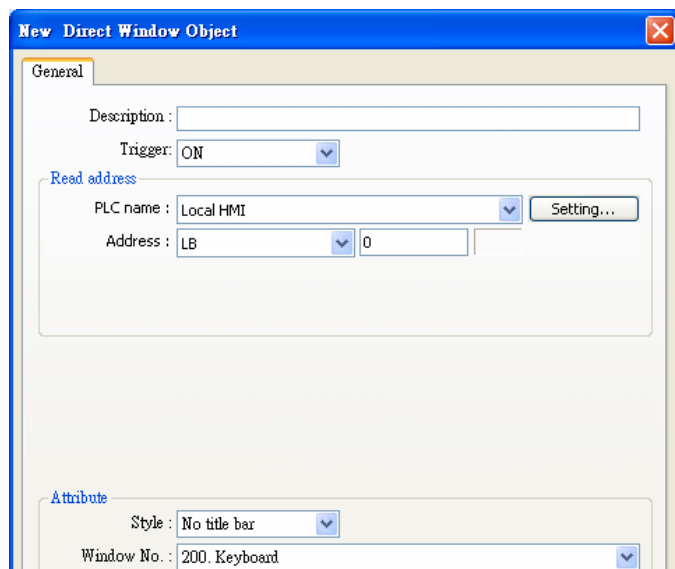 New Direct Window Object
General
Description :
Trigger: ON
Read address
PLC name : Local HMI Setting...
Address : LB 0
Attribute
Style : No title bar
Window No. : 200. Keyboard